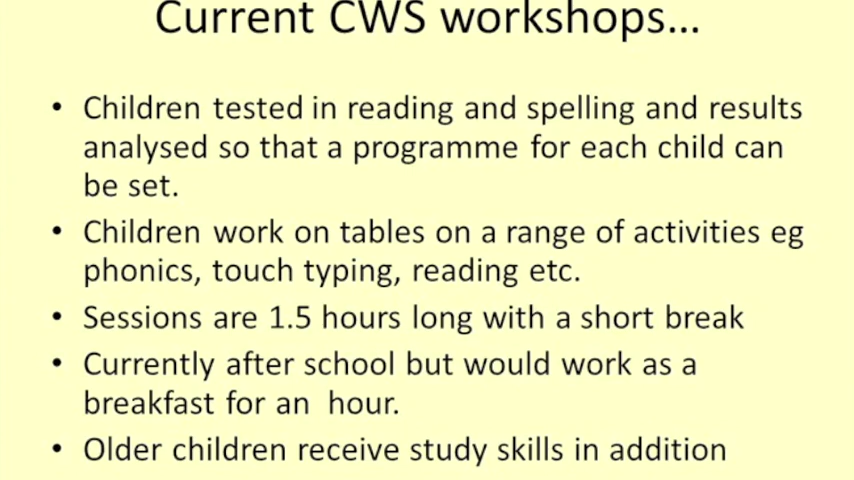 Current CWS workshops…
• Children tested in reading and spelling and results
analysed so that a programme for each child can
be set.
• Children work on tables on a range of activities eg
phonics, touch typing, reading etc.
• Sessions are 1.5 hours long with a short break
• Currently after school but would work as a
breakfast for an  hour.
• Older children receive study skills in addition